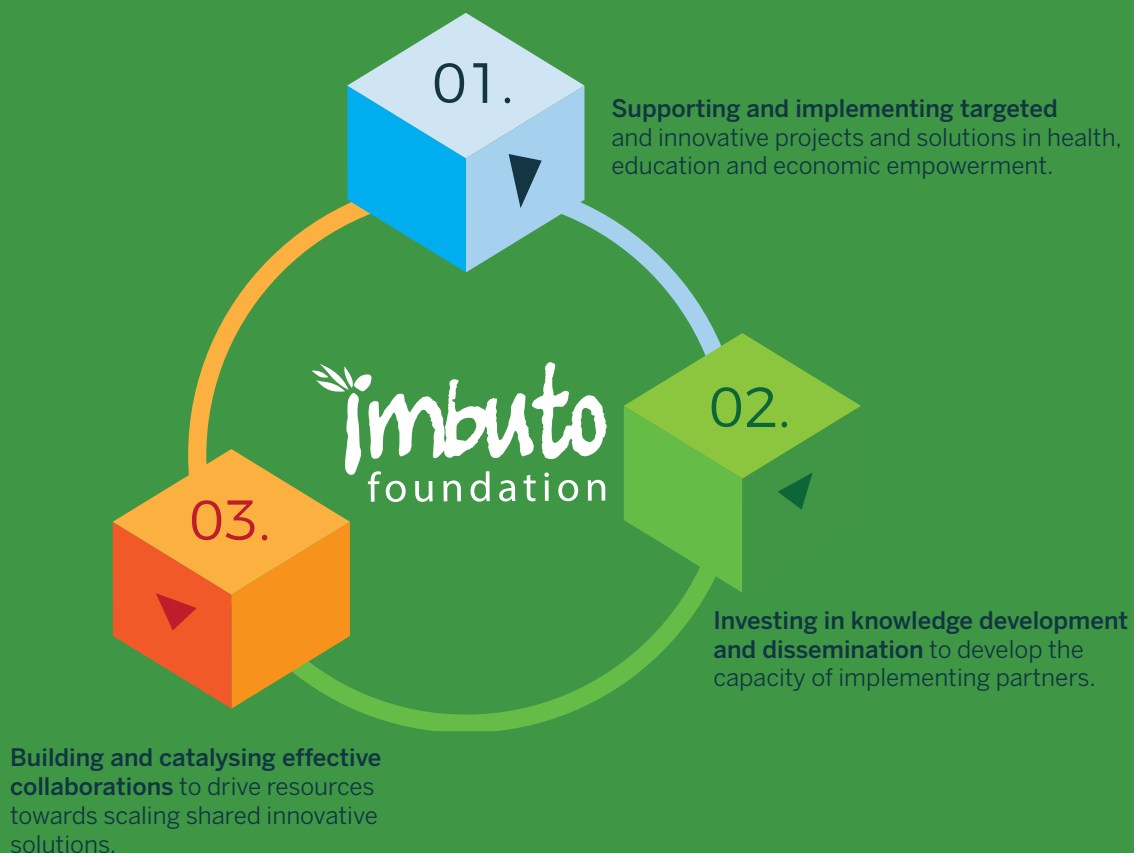 01.
Supporting and implementing targeted
and innovative projects and solutions in health,
education and economic empowerment.
imbuto
foundation
02.
03.
Investing in knowledge development
and dissemination to develop the
capacity of implementing partners.
Building and catalysing effective
collaborations to drive resources
towards scaling shared innovative
solutions.